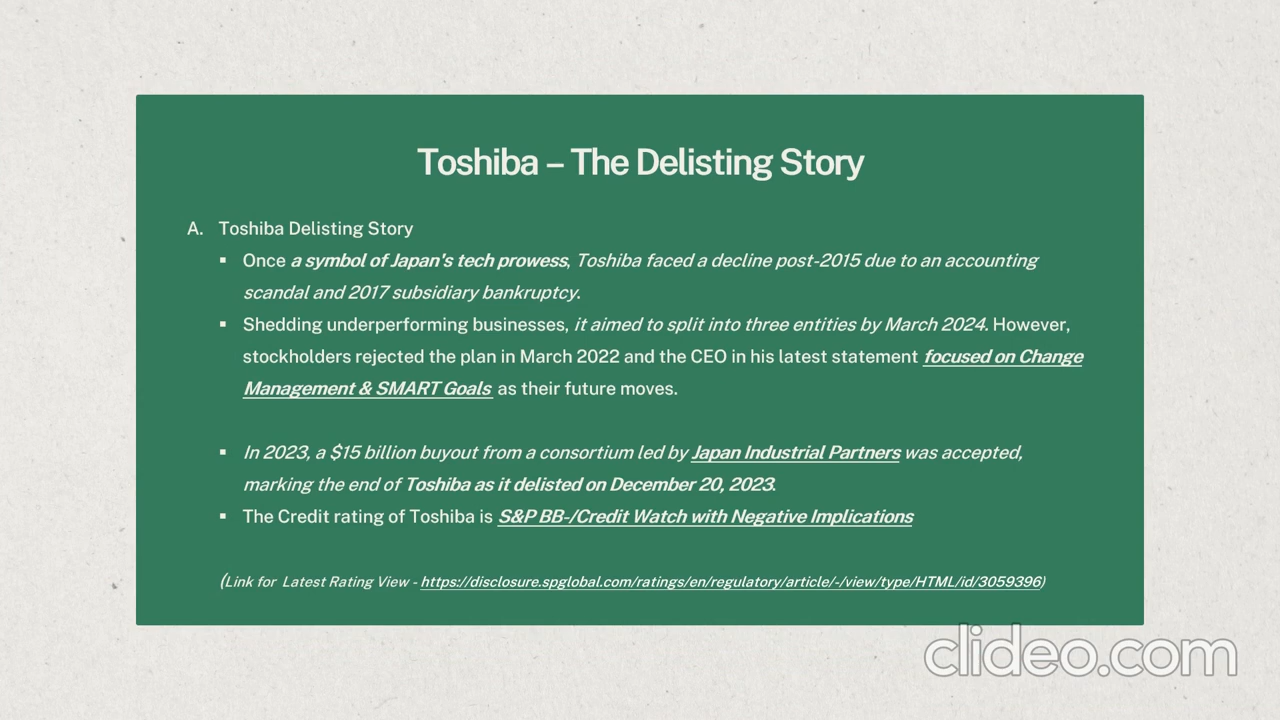 Toshiba – The Delisting Story
A. Toshiba Delisting Story
▪ Once a symbol of Japan's tech prowess, Toshiba faced a decline post-2015 due to an accounting
scandal and 2017 subsidiary bankruptcy.
▪ Shedding underperforming businesses, it aimed to split into three entities by March 2024. However,
stockholders rejected the plan in March 2022 and the CEO in his latest statement focused on Change
Management & SMART Goals as their future moves.
▪ In 2023, a $15 billion buyout from a consortium led by Japan Industrial Partners was accepted,
marking the end of Toshiba as it delisted on December 20, 2023.
▪ The Credit rating of Toshiba is S&P BB-/Credit Watch with Negative Implications
(Link for Latest Rating View - https://disclosure.spglobal.com/ratings/en/regulatory/article/-/view/type/HTML/id/3059396)
clideo.com